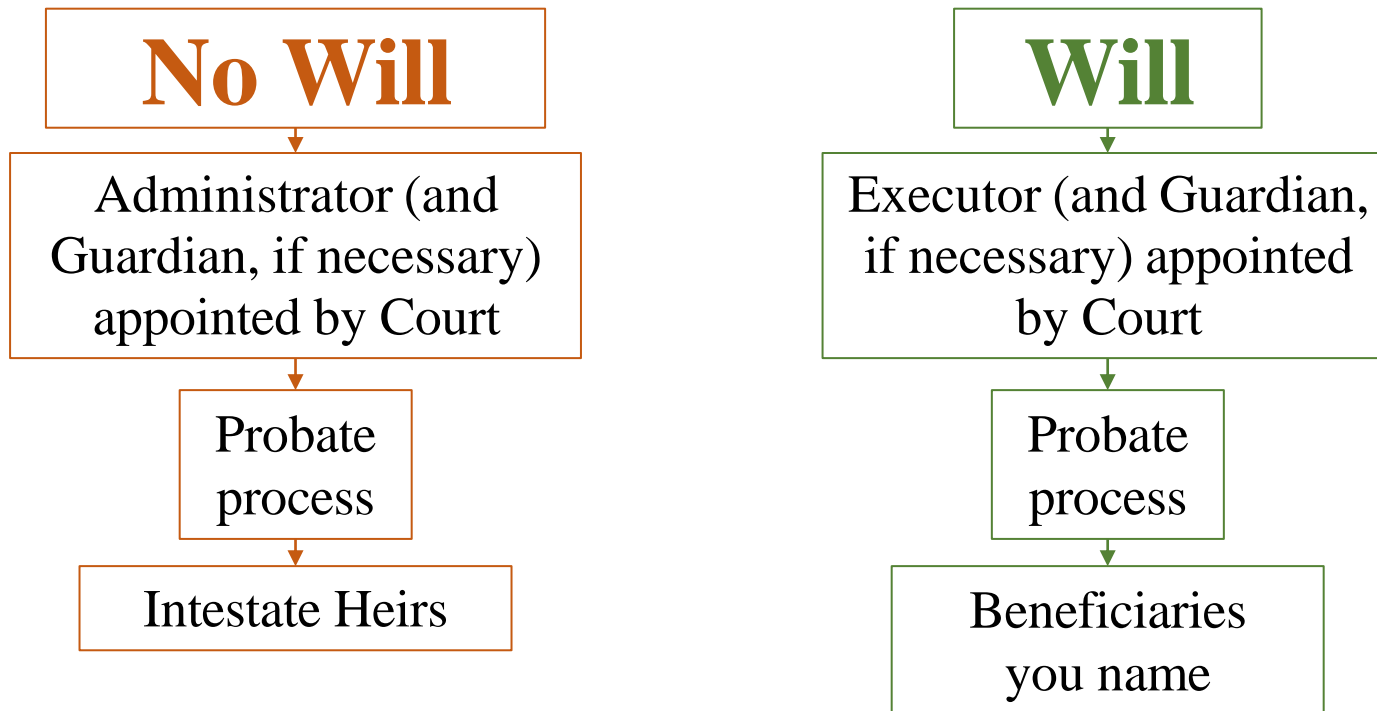 No Will
Administrator (and
Guardian, if necessary)
appointed by Court
Probate
process
Intestate Heirs
Will
Executor (and Guardian,
if necessary) appointed
by Court
Probate
process
Beneficiaries
you name